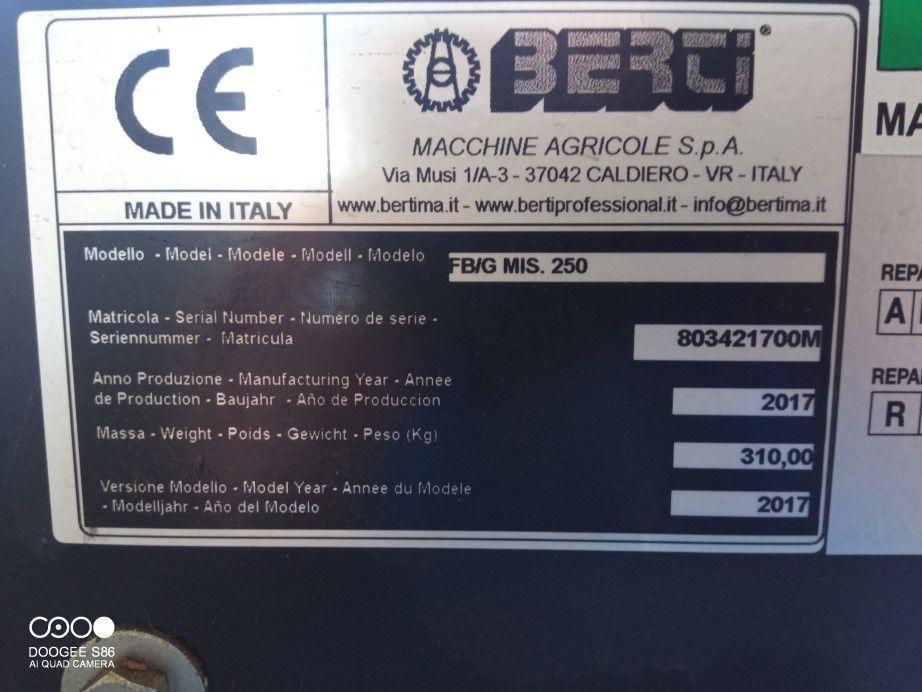 CE
BERTI®
MACCHINE AGRICOLE S.p.A.
Via Musi 1/A-3 - 37042 CALDIERO - VR - ITALY
MADE IN ITALY
www.bertima.it - www.bertiprofessional.it - info@bertima.it
Modello - Model - Modèle - Modell - Modelo
FB/G MIS. 250
Matricola - Serial Number - Numéro de série -
Seriennummer - Matricula
803421700M
Anno Produzione - Manufacturing Year - Année
de Production - Baujahr - Año de Produccion
2017
Massa - Weight - Poids - Gewicht - Peso (Kg)
310,00
Versione Modello - Model Year - Annee du Modele
- Modelljahr - Año del Modelo
2017
MA
REPA
A
REPA
R
DOOGEE S86
AI QUAD CAMERA